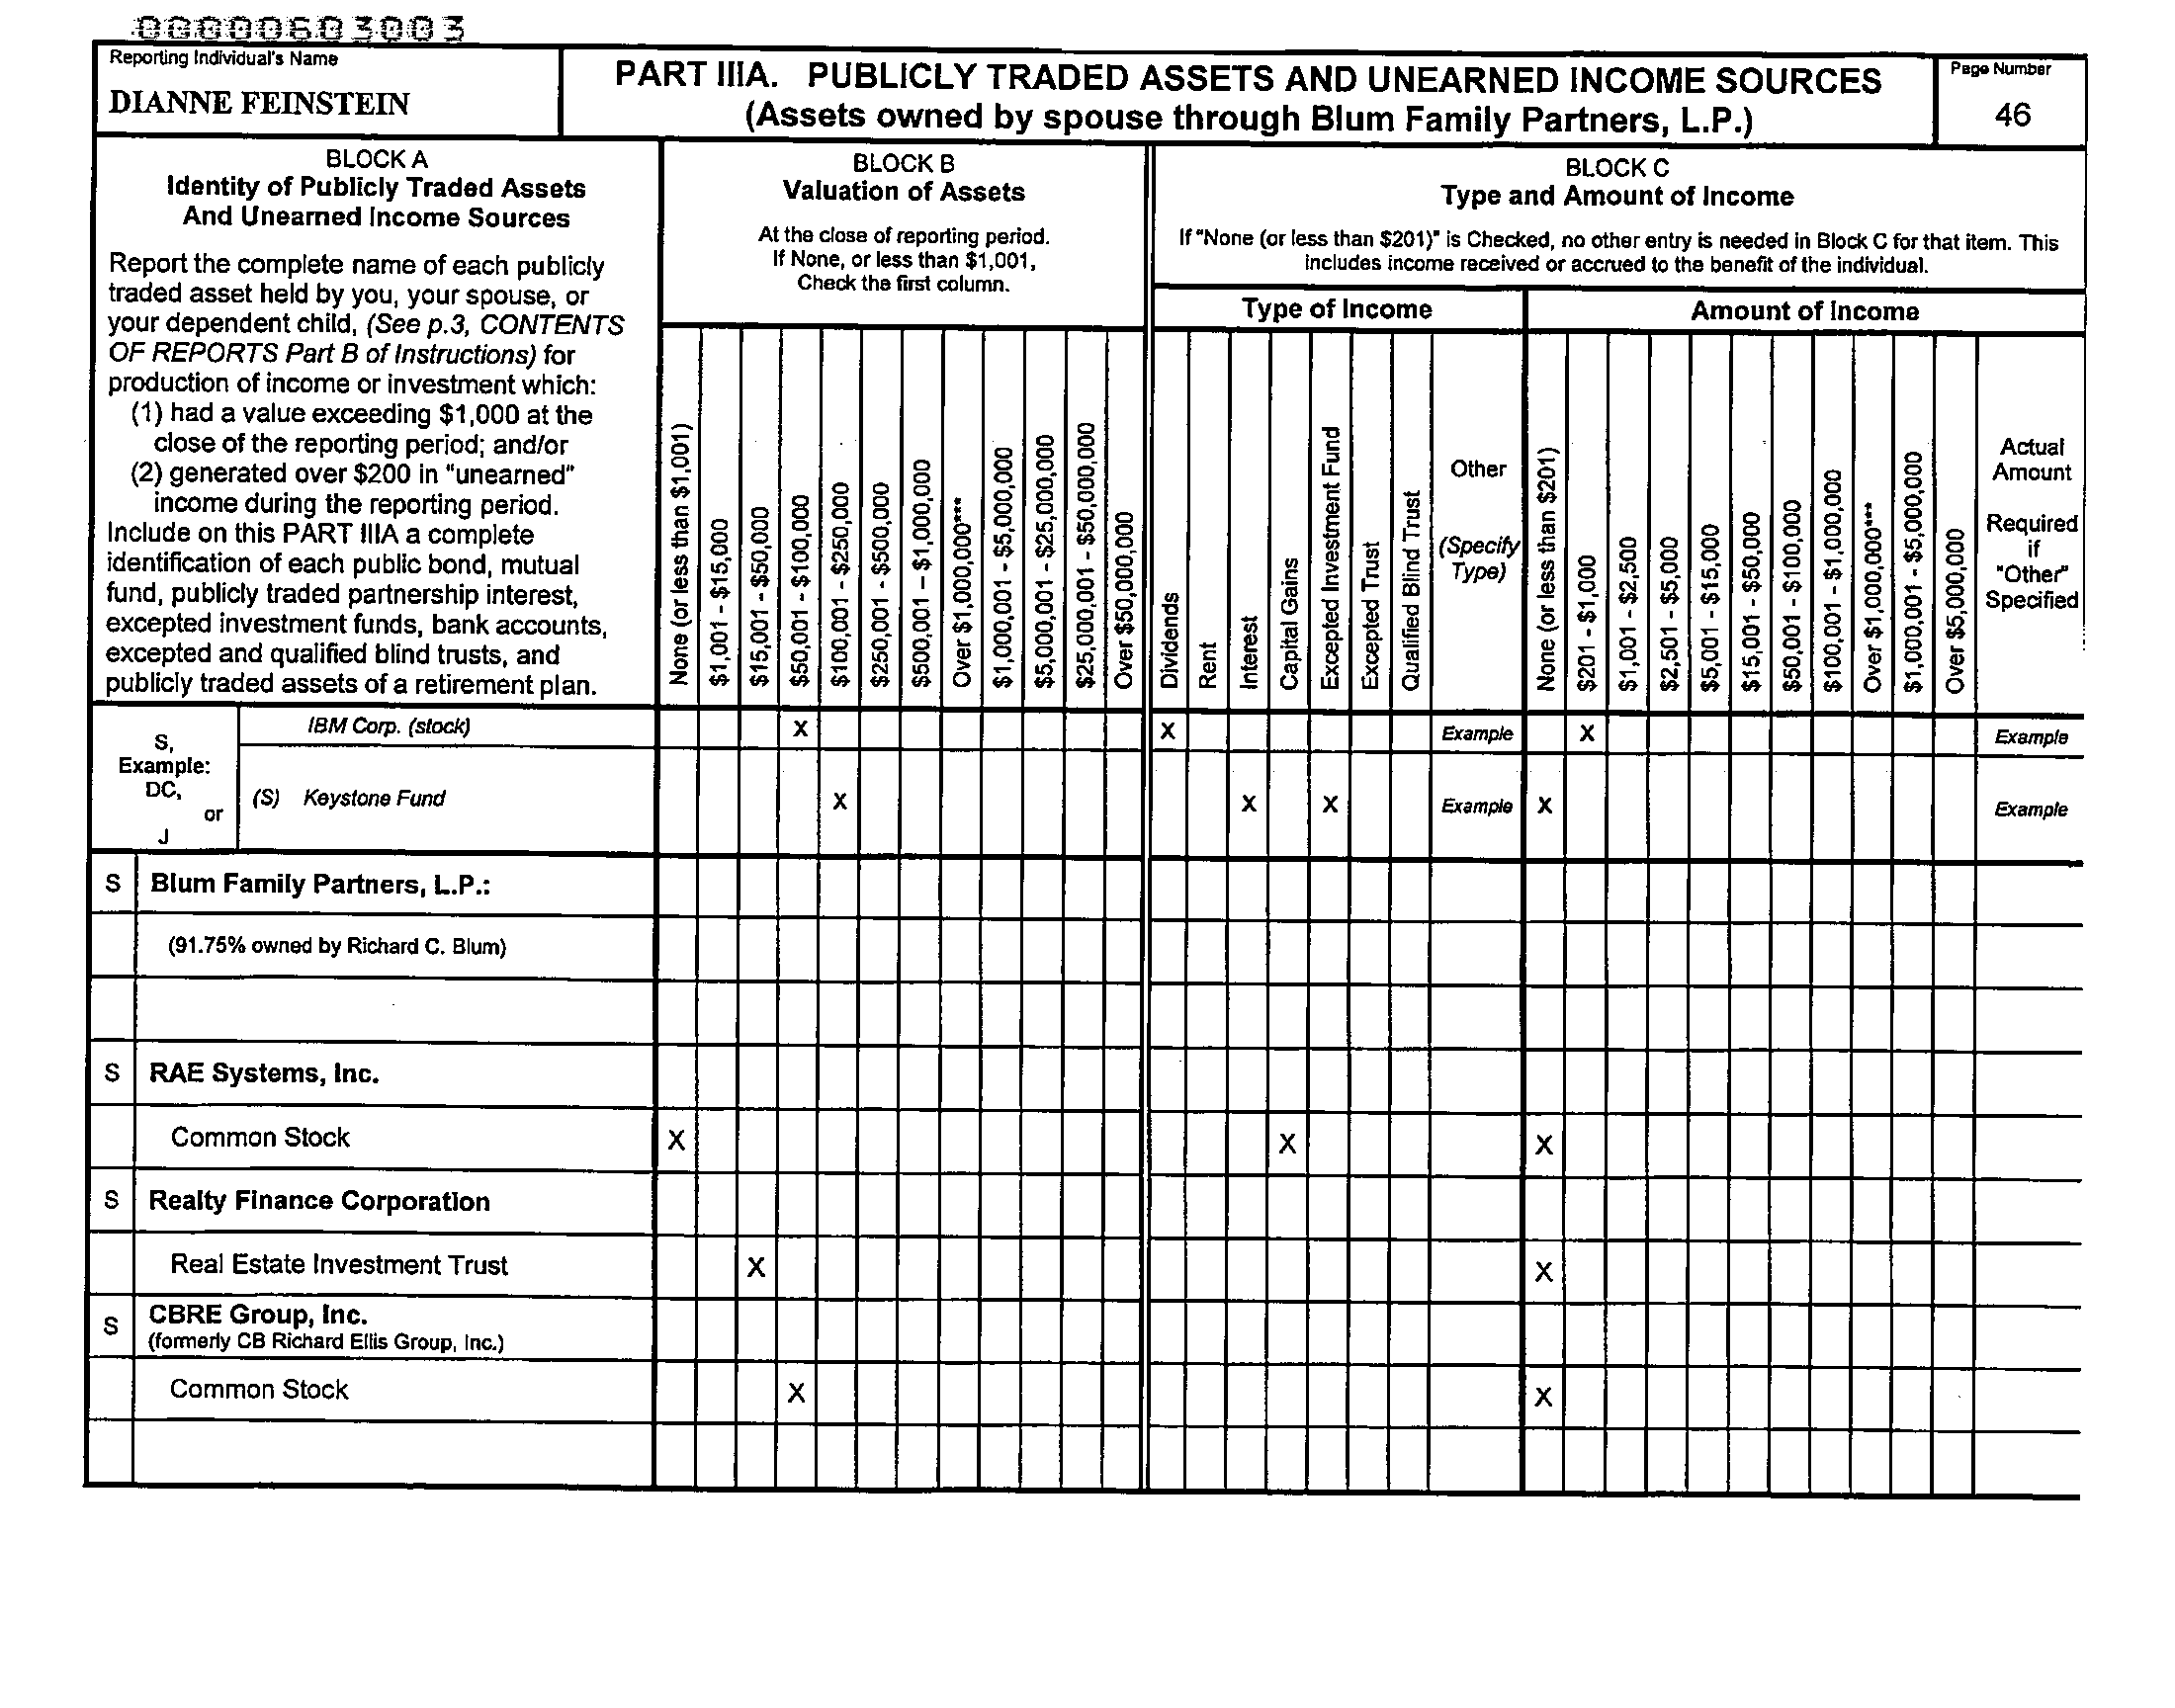 00000603003
Reporting Individual's Name
DIANNE FEINSTEIN
PART IIIA. PUBLICLY TRADED ASSETS AND UNEARNED INCOME SOURCES
(Assets owned by spouse through Blum Family Partners, L.P.)
Page Number
46
BLOCK A
Identity of Publicly Traded Assets
And Unearned Income Sources
Report the complete name of each publicly
traded asset held by you, your spouse, or
your dependent child, (See p.3, CONTENTS
OF REPORTS Part B of Instructions) for
production of income or investment which:
(1) had a value exceeding $1,000 at the
close of the reporting period; and/or
(2) generated over $200 in "unearned"
income during the reporting period.
Include on this PART IIIA a complete
identification of each public bond, mutual
fund, publicly traded partnership interest,
excepted investment funds, bank accounts,
excepted and qualified blind trusts, and
publicly traded assets of a retirement plan.
BLOCK B
Valuation of Assets
At the close of reporting period.
If None, or less than $1,001,
Check the first column.
None (or less than $1,001)
$1,001 - $15,000
$15,001 - $50,000
$50,001 - $100,000
$100,001 - $250,000
$250,001 - $500,000
$500,001 – $1,000,000
Over $1,000,000***
$1,000,001 - $5,000,000
$5,000,001 - $25,000,000
$25,000,001 - $50,000,000
Over $50,000,000
BLOCK C
Type and Amount of Income
If "None (or less than $201)" is Checked, no other entry is needed in Block C for that item. This
includes income received or accrued to the benefit of the individual.
Type of Income
Dividends
Rent
Interest
Capital Gains
Excepted Investment Fund
Excepted Trust
Qualified Blind Trust
Other
(Specify
Type)
Amount of Income
None (or less than $201)
$201 - $1,000
$1,001 - $2,500
$2,501 - $5,000
$5,001 - $15,000
$15,001 - $50,000
$50,001 - $100,000
$100,001 - $1,000,000
Over $1,000,000***
$1,000,001 - $5,000,000
Over $5,000,000
Actual
Amount
Required
if
"Other"
Specified
S,
Example:
DC,
or
J
IBM Corp. (stock) X X Example X Example
(S) Keystone Fund X X X Example X Example
S Blum Family Partners, L.P.:
(91.75% owned by Richard C. Blum)
S RAE Systems, Inc.
Common Stock X X X
S Realty Finance Corporation
Real Estate Investment Trust X X
S CBRE Group, Inc.
(formerly CB Richard Ellis Group, Inc.)
Common Stock X X